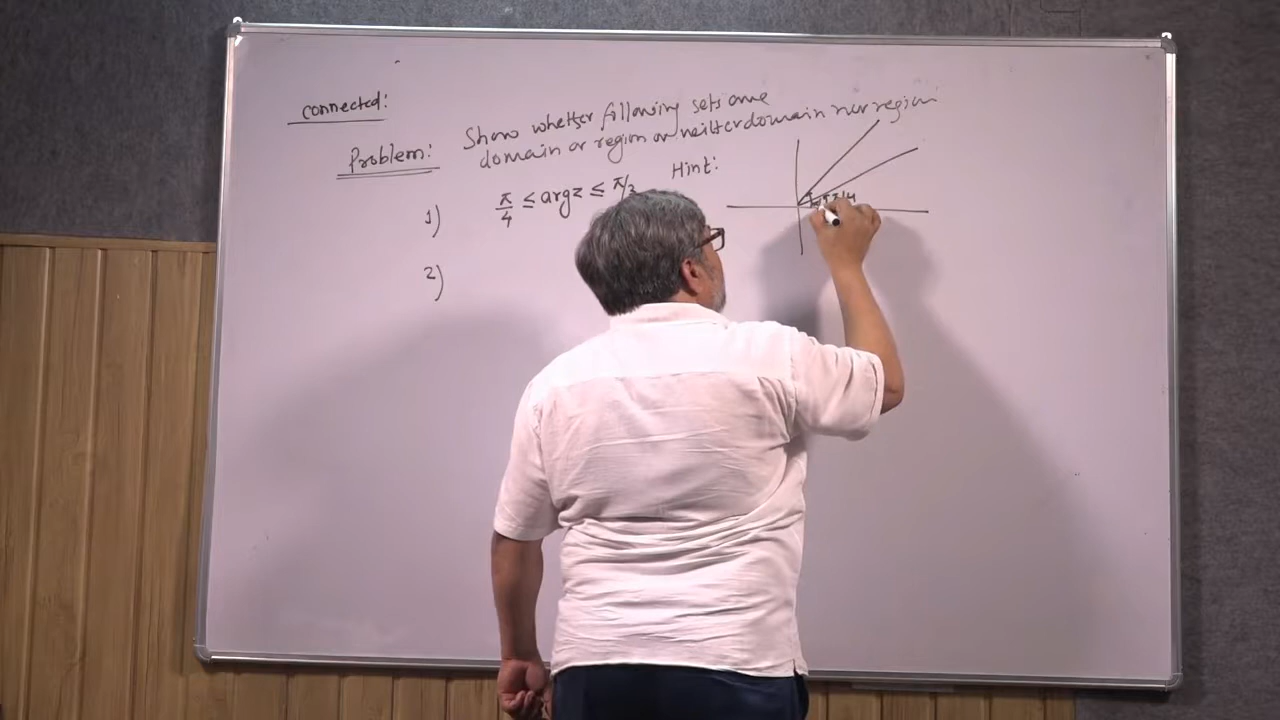 connected:
Problem: Show whether following sets are
domain or region or neither domain nor region
1) π/4 ≤ arg z ≤ π/3 Hint:
π/4
2)